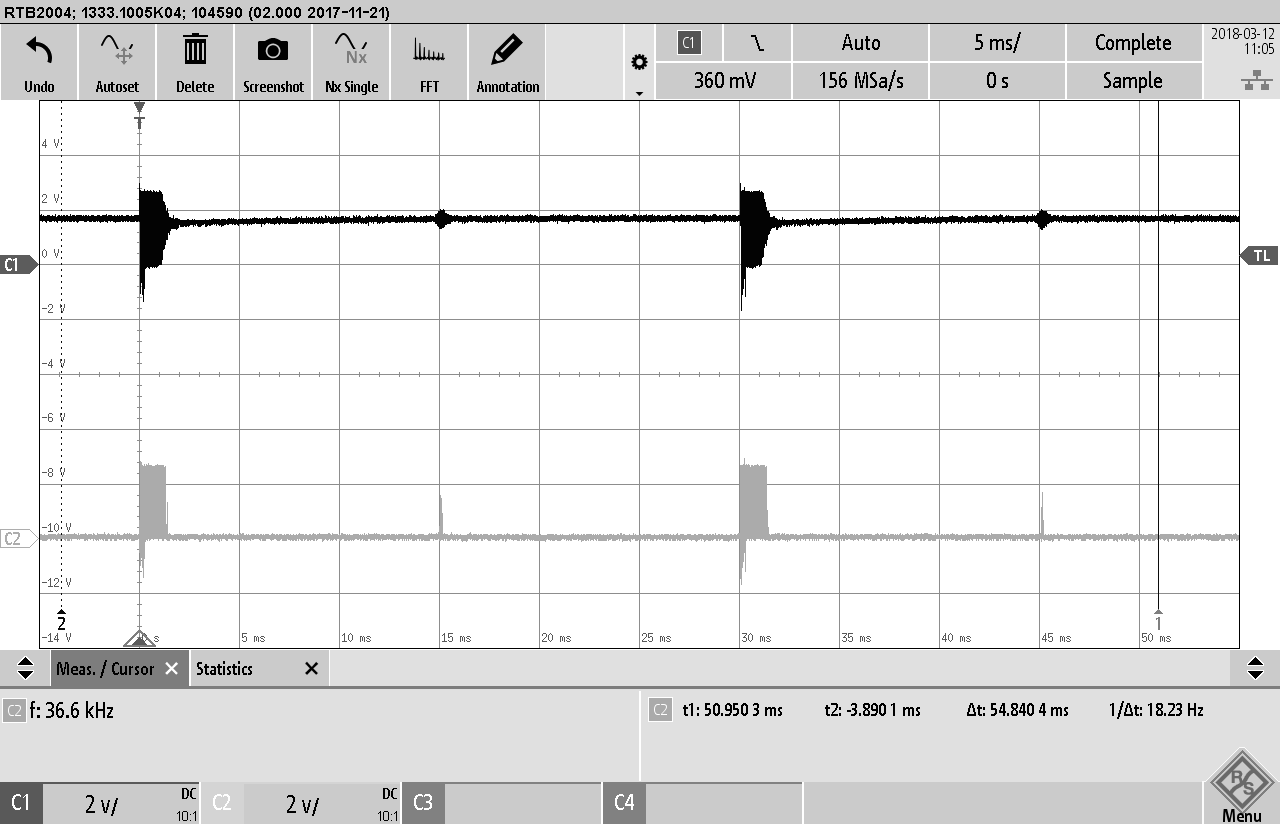 RTB2004; 1333.1005K04; 104590 (02.000 2017-11-21)
Undo Autoset Delete Screenshot Nx Single FFT Annotation
Nx
C1 Auto 5 ms/ Complete
360 mV 156 MSa/s 0 s Sample
2018-03-12
11:05
T
4 V
2 V
0 V
C1
TL
-2 V
-4 V
-6 V
-8 V
-10 V
C2
-12 V
2
1
-14 V
5 ms 10 ms 15 ms 20 ms 25 ms 30 ms 35 ms 40 ms 45 ms 50 ms
Meas. / Cursor Statistics
C2 f: 36.6 kHz
C2 t1: 50.950 3 ms t2: -3.890 1 ms Δt: 54.840 4 ms 1/Δt: 18.23 Hz
C1 2 V/ DC 10:1 C2 2 V/ DC 10:1 C3 C4
R S
Menu